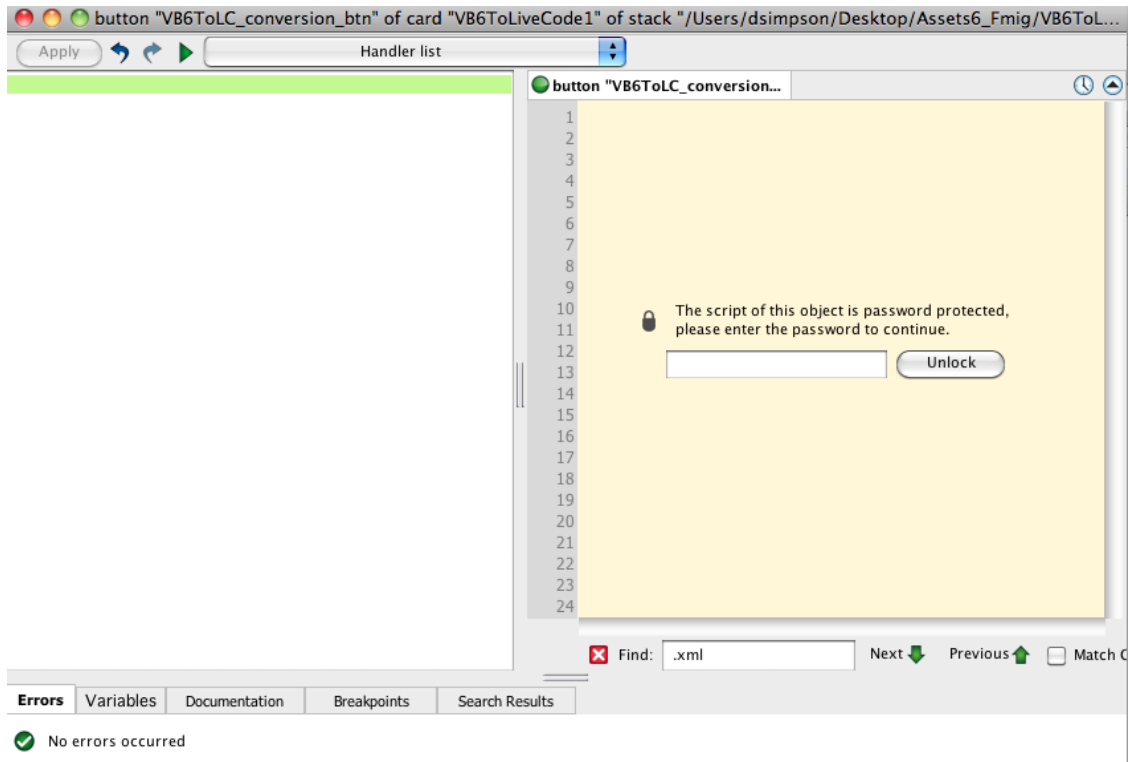 button "VB6ToLC_conversion_btn" of card "VB6ToLiveCode1" of stack "/Users/dsimpson/Desktop/Assets6_Fmig/VB6ToL...
Apply
Handler list
button "VB6ToLC_conversion...
1
2
3
4
5
6
7
8
9
10
11
12
13
14
15
16
17
18
19
20
21
22
23
24
The script of this object is password protected,
please enter the password to continue.
Unlock
Find: .xml Next Previous Match C
Errors Variables Documentation Breakpoints Search Results
No errors occurred